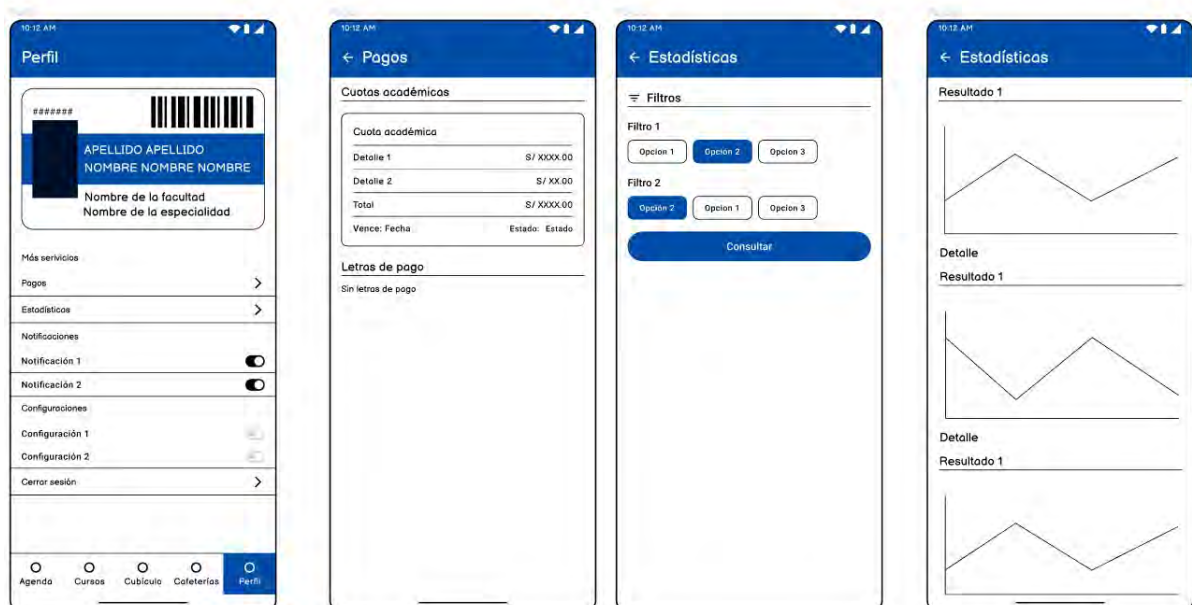 10:12 AM
Perfil
#######
APELLIDO APELLIDO
NOMBRE NOMBRE NOMBRE
Nombre de la facultad
Nombre de la especialidad
Más serivicios
Pagos
Estadísticas
Notificaciones
Notificación 1
Notificación 2
Configuraciones
Configuración 1
Configuración 2
Cerrar sesión
Agenda Cursos Cubículo Cafeterías Perfil
10:12 AM
← Pagos
Cuotas académicas
Cuota académica
Detalle 1 S/ XXXX.00
Detalle 2 S/ XX.00
Total S/ XXXX.00
Vence: Fecha Estado: Estado
Letras de pago
Sin letras de pago
10:12 AM
← Estadísticas
Filtros
Filtro 1
Opcion 1 Opción 2 Opcion 3
Filtro 2
Opción 2 Opcion 1 Opcion 3
Consultar
10:12 AM
← Estadísticas
Resultado 1
Detalle
Resultado 1
Detalle
Resultado 1